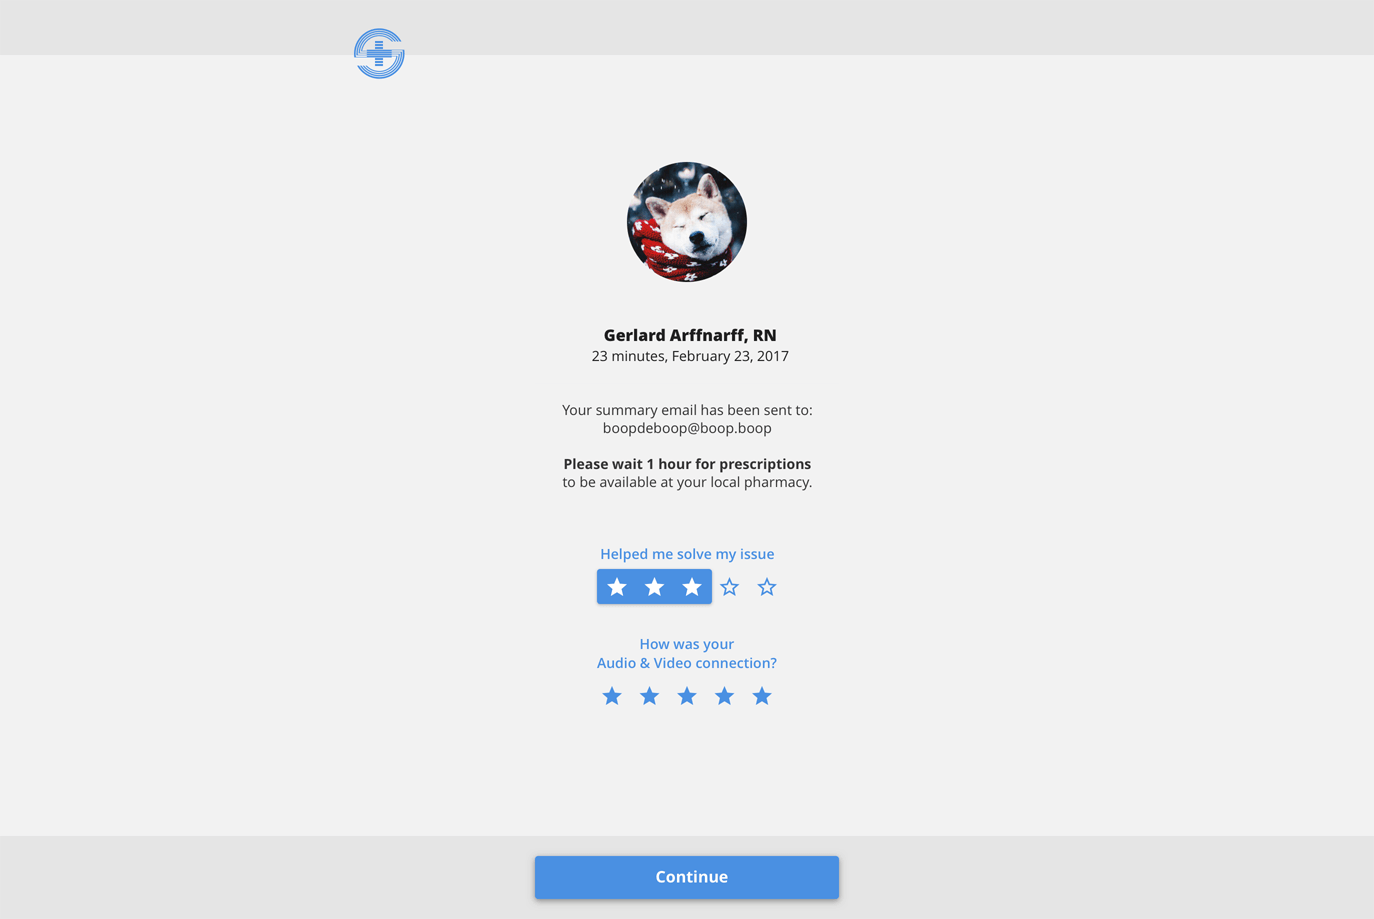 Gerlard Arffnarff, RN
23 minutes, February 23, 2017
Your summary email has been sent to:
boopdeboop@boop.boop
Please wait 1 hour for prescriptions
to be available at your local pharmacy.
Helped me solve my issue
How was your
Audio & Video connection?
Continue